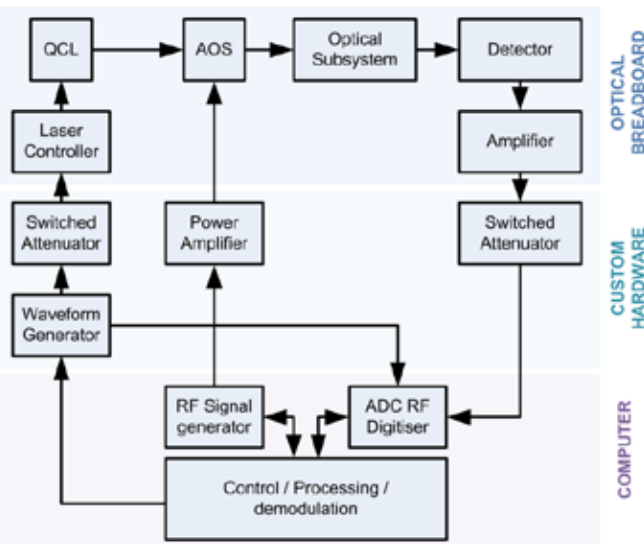 QCL
AOS
Optical
Subsystem
Detector
OPTICAL
BREADBOARD
Laser
Controller
Amplifier
Switched
Attenuator
Power
Amplifier
Switched
Attenuator
CUSTOM
HARDWARE
Waveform
Generator
RF Signal
generator
ADC RF
Digitiser
COMPUTER
Control / Processing /
demodulation